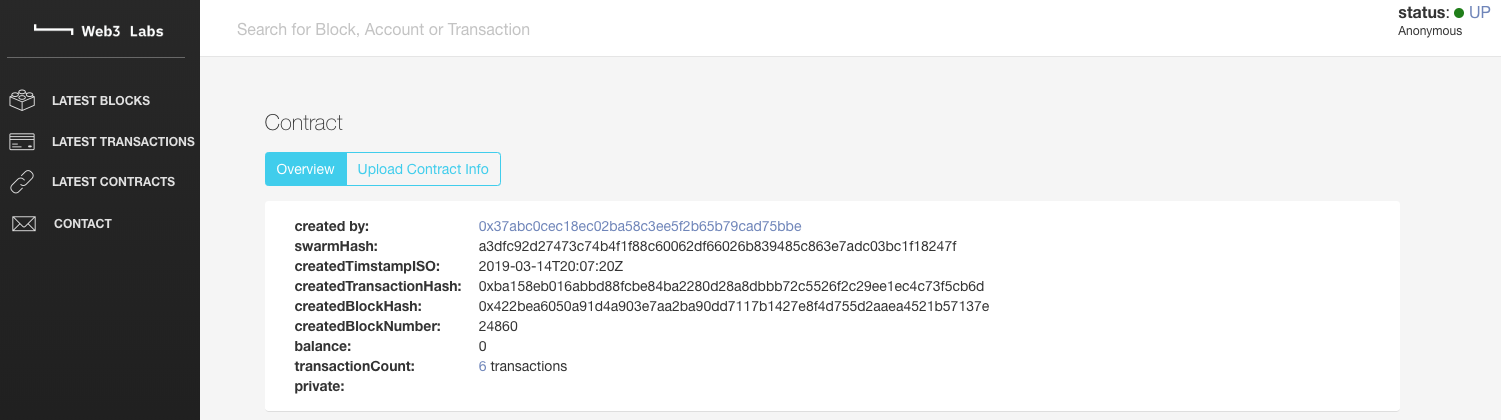 Web3 Labs
LATEST BLOCKS
LATEST TRANSACTIONS
LATEST CONTRACTS
CONTACT
Search for Block, Account or Transaction
status: UP
Anonymous
Contract
Overview
Upload Contract Info
created by: 0x37abc0cec18ec02ba58c3ee5f2b65b79cad75bbe
swarmHash: a3dfc92d27473c74b4f1f88c60062df66026b839485c863e7adc03bc1f18247f
createdTimstampISO: 2019-03-14T20:07:20Z
createdTransactionHash: 0xba158eb016abbd88fcbe84ba2280d28a8dbbb72c5526f2c29ee1ec4c73f5cb6d
createdBlockHash: 0x422bea6050a91d4a903e7aa2ba90dd7117b1427e8f4d755d2aaea4521b57137e
createdBlockNumber: 24860
balance: 0
transactionCount: 6 transactions
private: